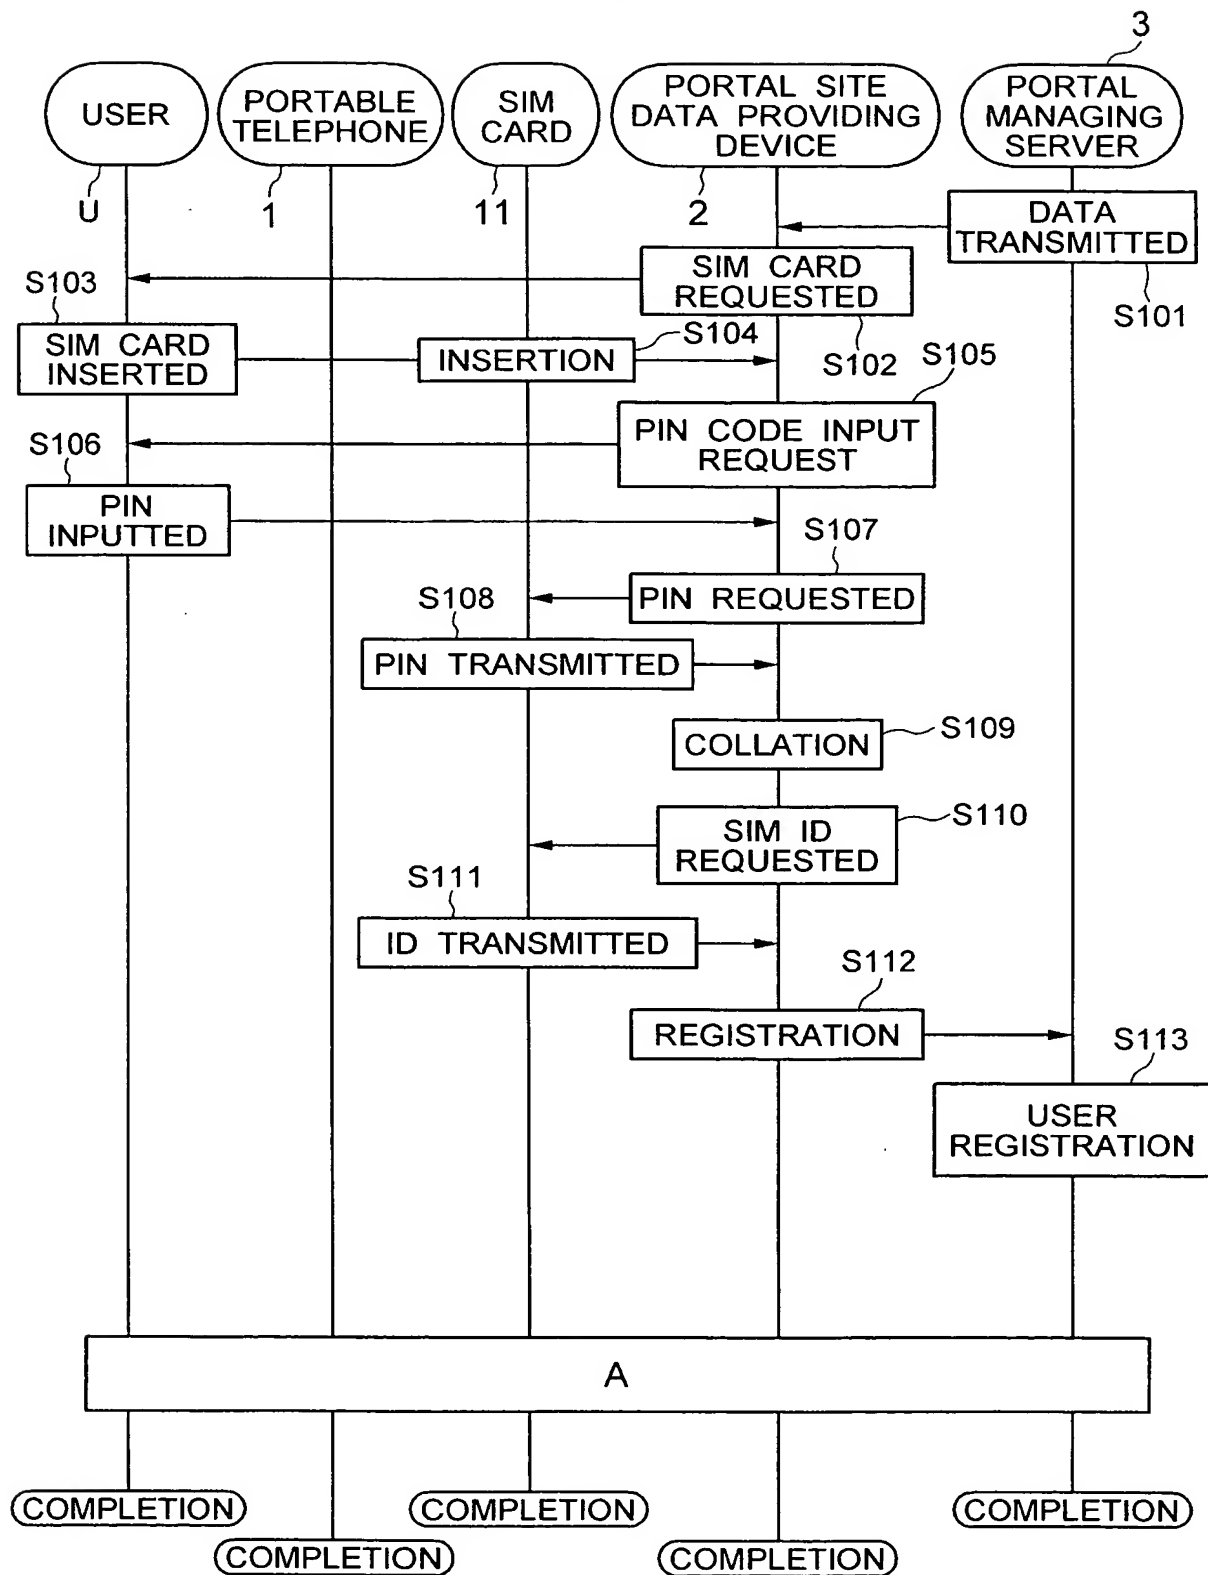 3
USER
PORTABLE
TELEPHONE
SIM
CARD
PORTAL SITE
DATA PROVIDING
DEVICE
PORTAL
MANAGING
SERVER
U
1
11
2
DATA
TRANSMITTED
S101
SIM CARD
REQUESTED
S102
S103
SIM CARD
INSERTED
INSERTION
S104
S105
PIN CODE INPUT
REQUEST
S106
PIN
INPUTTED
S107
PIN REQUESTED
S108
PIN TRANSMITTED
COLLATION
S109
SIM ID
REQUESTED
S110
S111
ID TRANSMITTED
S112
REGISTRATION
S113
USER
REGISTRATION
A
COMPLETION
COMPLETION
COMPLETION
COMPLETION
COMPLETION